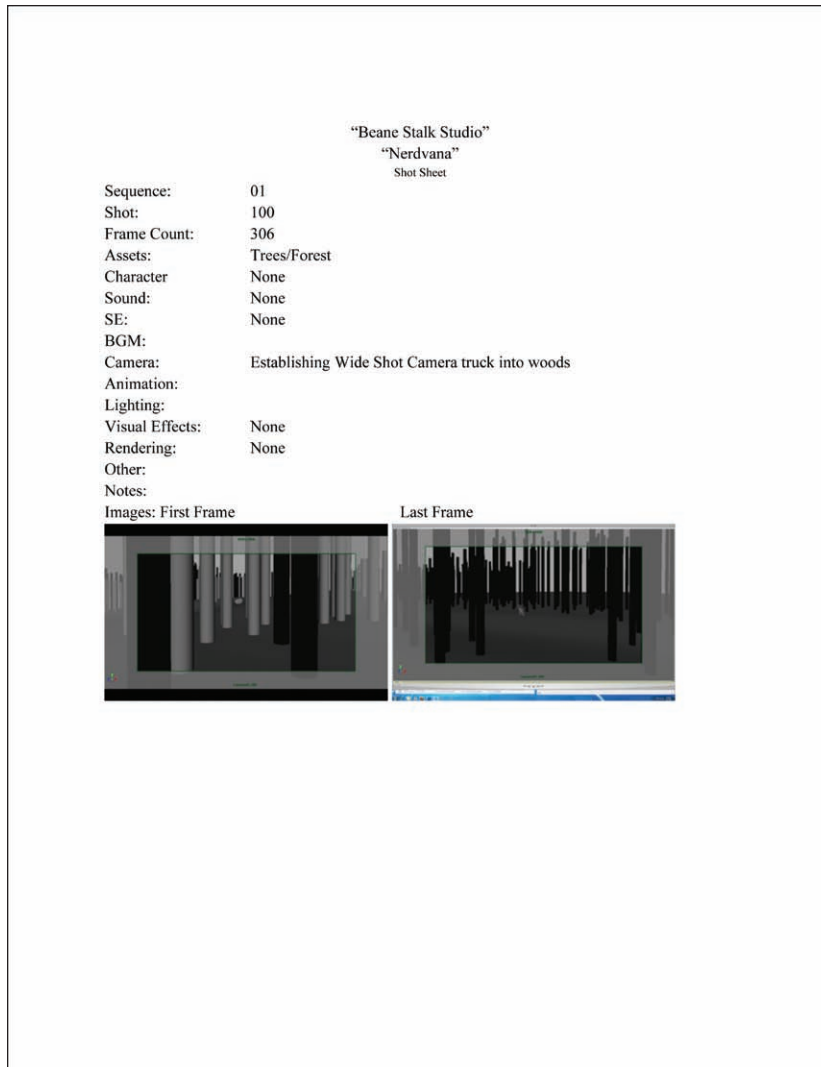 “Beane Stalk Studio”
“Nerdvana”
Shot Sheet
Sequence: 01
Shot: 100
Frame Count: 306
Assets: Trees/Forest
Character None
Sound: None
SE: None
BGM:
Camera: Establishing Wide Shot Camera truck into woods
Animation:
Lighting:
Visual Effects: None
Rendering: None
Other:
Notes:
Images: First Frame Last Frame